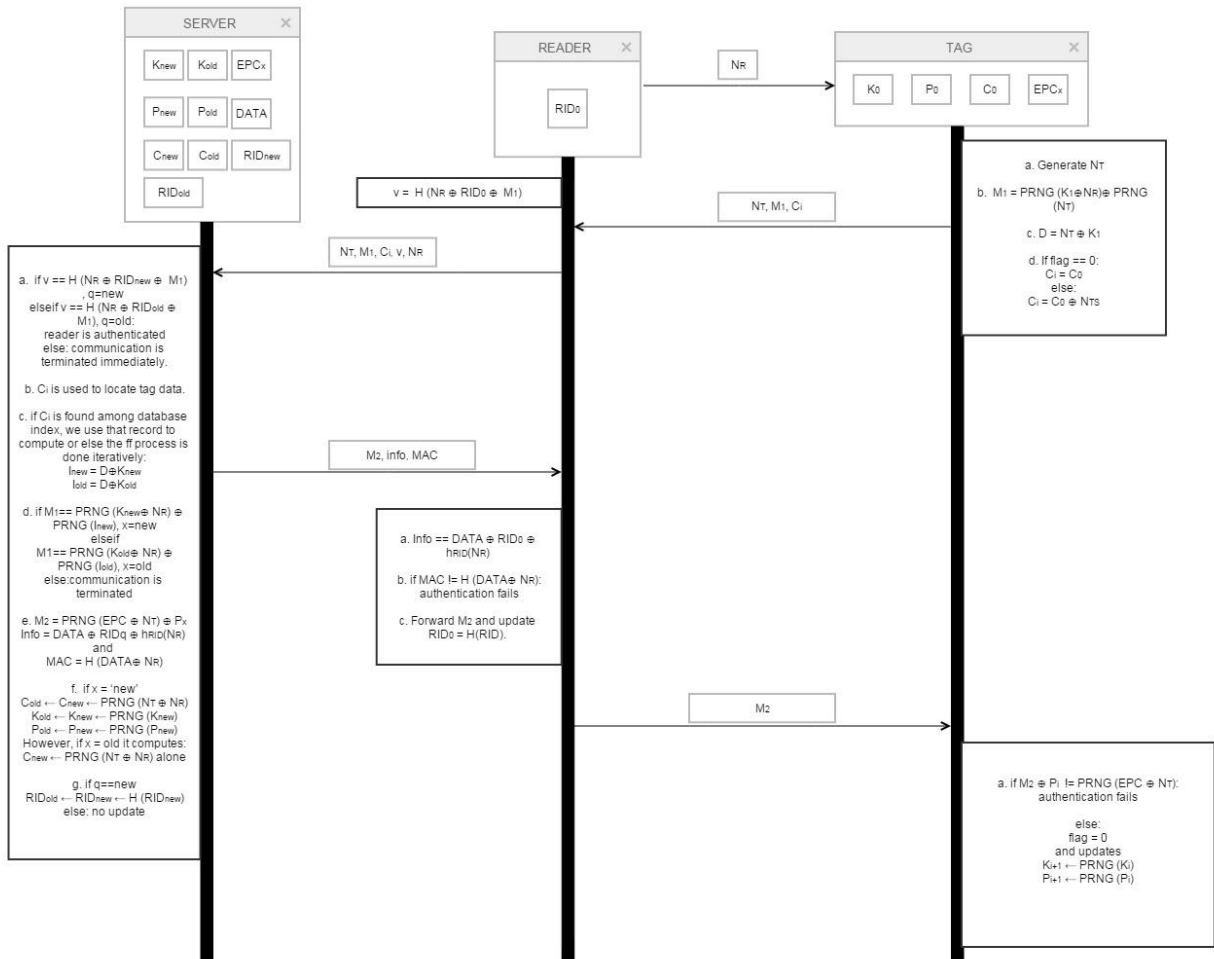 SERVER
Knew Kold EPCx
Pnew Pold DATA
Cnew Cold RIDnew
RIDold
READER
RID0
NR
TAG
K0 P0 C0 EPCx
a. Generate NT
b. M1 = PRNG (K1⊕NR)⊕ PRNG
(NT)
c. D = NT ⊕ K1
d. If flag == 0:
Ci = C0
else:
Ci = C0 ⊕ NTS
v = H (NR ⊕ RID0 ⊕ M1)
NT, M1, Ci
NT, M1, Ci, v, NR
a. if v == H (NR ⊕ RIDnew ⊕ M1)
, q=new
elseif v == H (NR ⊕ RIDold ⊕
M1), q=old:
reader is authenticated
else: communication is
terminated immediately.
b. Ci is used to locate tag data.
c. if Ci is found among database
index, we use that record to
compute or else the ff process is
done iteratively:
Inew = D⊕Knew
Iold = D⊕Kold
d. if M1== PRNG (Knew⊕ NR) ⊕
PRNG (Inew), x=new
elseif
M1== PRNG (Kold⊕ NR) ⊕
PRNG (Iold), x=old
else:communication is
terminated
e. M2 = PRNG (EPC ⊕ NT) ⊕ Px
Info = DATA ⊕ RIDq ⊕ hRID(NR)
and
MAC = H (DATA⊕ NR)
f. if x = ‘new’
Cold ← Cnew ← PRNG (NT ⊕ NR)
Kold ← Knew ← PRNG (Knew)
Pold ← Pnew ← PRNG (Pnew)
However, if x = old it computes:
Cnew ← PRNG (NT ⊕ NR) alone
g. if q==new
RIDold ← RIDnew ← H (RIDnew)
else: no update
M2, info, MAC
a. Info == DATA ⊕ RID0 ⊕
hRID(NR)
b. if MAC != H (DATA⊕ NR):
authentication fails
c. Forward M2 and update
RID0 = H(RID).
M2
a. if M2 ⊕ Pi != PRNG (EPC ⊕ NT):
authentication fails
else:
flag = 0
and updates
Ki+1 ← PRNG (Ki)
Pi+1 ← PRNG (Pi)